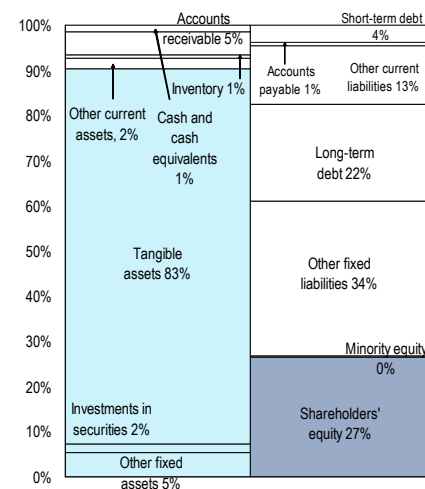 100%
90%
80%
70%
60%
50%
40%
30%
20%
10%
0%
Accounts
receivable 5%
Inventory 1%
Other current
assets, 2%
Cash and
cash
equivalents
1%
Tangible
assets 83%
Investments in
securities 2%
Other fixed
assets 5%
Short-term debt
4%
Accounts
payable 1%
Other current
liabilities 13%
Long-term
debt 22%
Other fixed
liabilities 34%
Minority equity
0%
Shareholders'
equity 27%